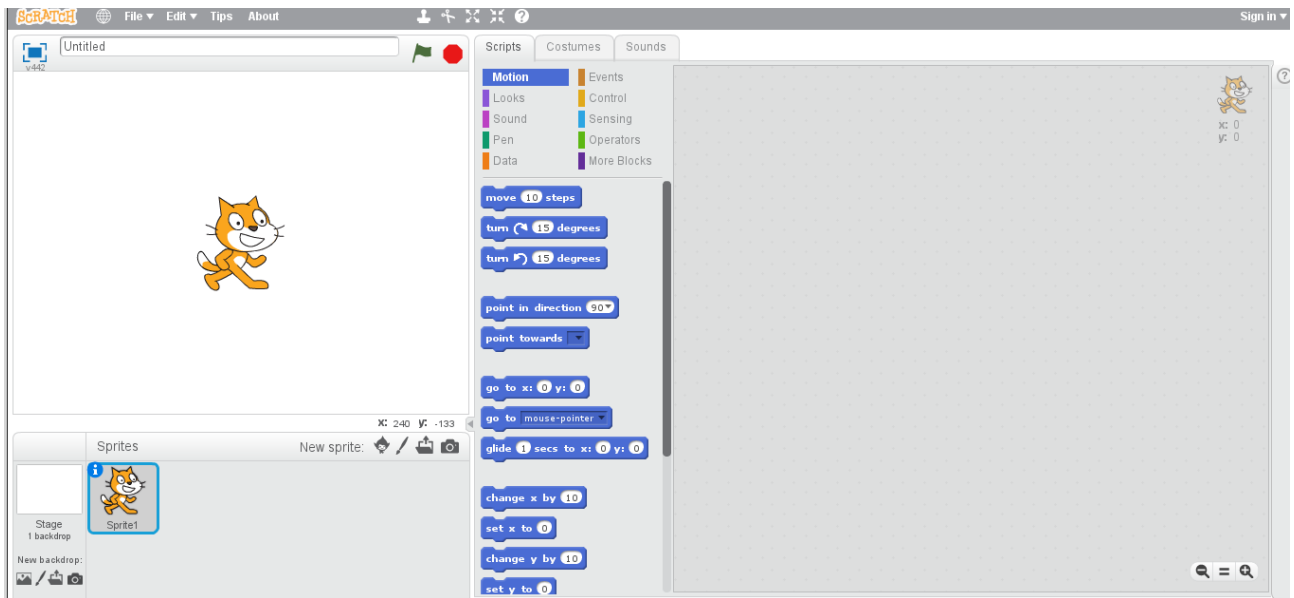 SCRATCH File Edit Tips About Sign in
v442
Untitled
Scripts Costumes Sounds
Motion Events
Looks Control
Sound Sensing
Pen Operators
Data More Blocks
x: 0
y: 0
move 10 steps
turn 15 degrees
turn 15 degrees
point in direction 90
point towards
go to x: 0 y: 0
go to mouse-pointer
glide 1 secs to x: 0 y: 0
change x by 10
set x to 0
change y by 10
set y to 0
X: 240 y: -133
Sprites New sprite:
Stage
1 backdrop
Sprite1
New backdrop: